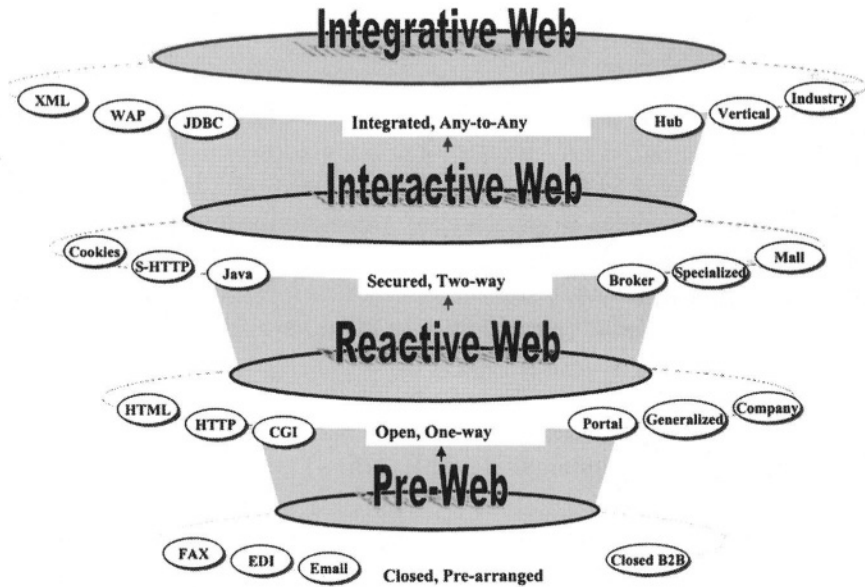 Integrative Web
XML
WAP
JDBC
Integrated, Any-to-Any
Hub
Vertical
Industry
Interactive Web
Cookies
S-HTTP
Java
Secured, Two-way
Broker
Specialized
Mall
Reactive Web
HTML
HTTP
CGI
Open, One-way
Portal
Generalized
Company
Pre-Web
FAX
EDI
Email
Closed, Pre-arranged
Closed B2B